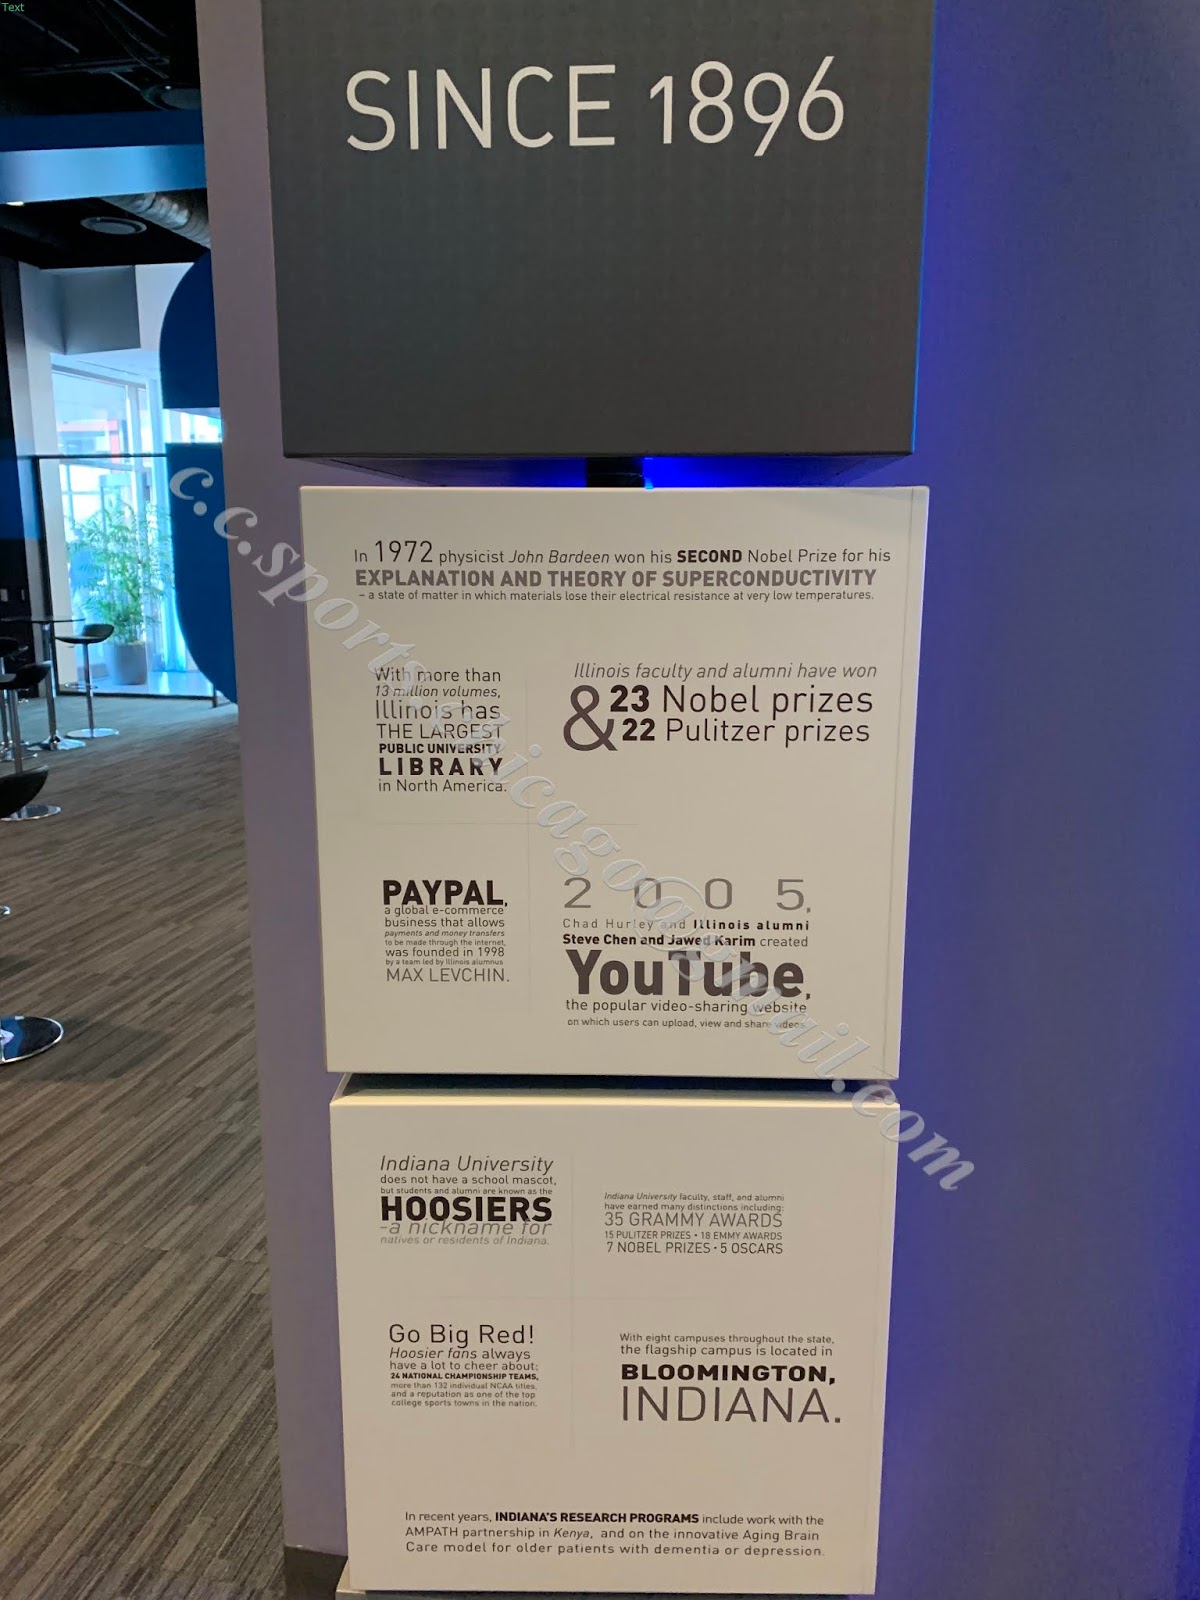 Text
SINCE 1896
In 1972 physicist John Bardeen won his SECOND Nobel Prize for his
EXPLANATION AND THEORY OF SUPERCONDUCTIVITY
– a state of matter in which materials lose their electrical resistance at very low temperatures.
With more than
13 million volumes,
Illinois has
THE LARGEST
PUBLIC UNIVERSITY
LIBRARY
in North America.
Illinois faculty and alumni have won
& 23 Nobel prizes
22 Pulitzer prizes
PAYPAL,
a global e-commerce
business that allows
payments and money transfers
to be made through the internet,
was founded in 1998
by a team led by Illinois alumnus
MAX LEVCHIN.
2005,
Chad Hurley and Illinois alumni
Steve Chen and Jawed Karim created
YouTube,
the popular video-sharing website
on which users can upload, view and share videos.
c.c.sports.chicago@gmail.com
Indiana University
does not have a school mascot,
but students and alumni are known as the
HOOSIERS
-a nickname for
natives or residents of Indiana.
Indiana University faculty, staff, and alumni
have earned many distinctions including:
35 GRAMMY AWARDS
15 PULITZER PRIZES • 18 EMMY AWARDS
7 NOBEL PRIZES • 5 OSCARS
Go Big Red!
Hoosier fans always
have a lot to cheer about:
24 NATIONAL CHAMPIONSHIP TEAMS,
more than 132 individual NCAA titles,
and a reputation as one of the top
college sports towns in the nation.
With eight campuses throughout the state,
the flagship campus is located in
BLOOMINGTON,
INDIANA.
In recent years, INDIANA'S RESEARCH PROGRAMS include work with the
AMPATH partnership in Kenya, and on the innovative Aging Brain
Care model for older patients with dementia or depression.